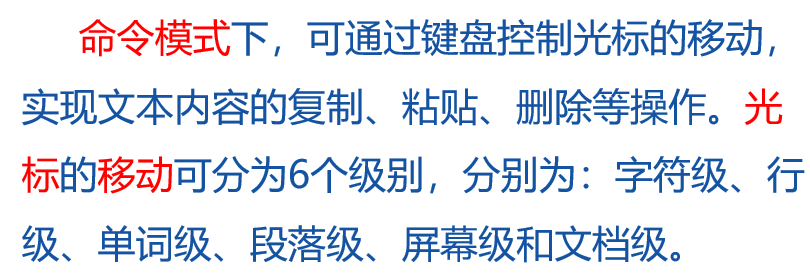 命令模式下，可通过键盘控制光标的移动，
实现文本内容的复制、粘贴、删除等操作。光
标的移动可分为6个级别，分别为：字符级、行
级、单词级、段落级、屏幕级和文档级。